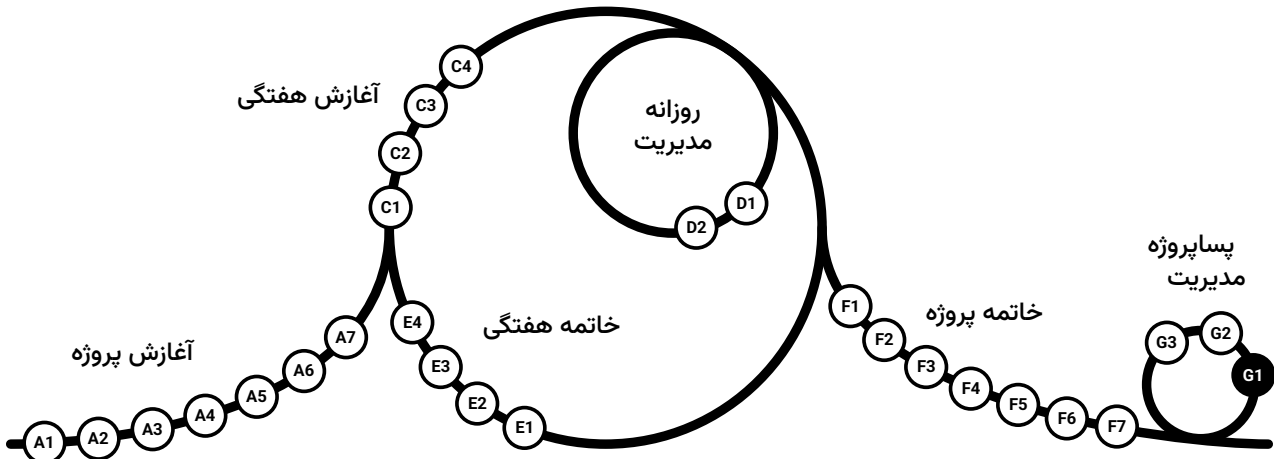 آغازش پروژه
A1
A2
A3
A4
A5
A6
A7
آغازش هفتگی
C1
C2
C3
C4
روزانه
مدیریت
D1
D2
خاتمه هفتگی
E1
E2
E3
E4
خاتمه پروژه
F1
F2
F3
F4
F5
F6
F7
پساپروژه
مدیریت
G1
G2
G3